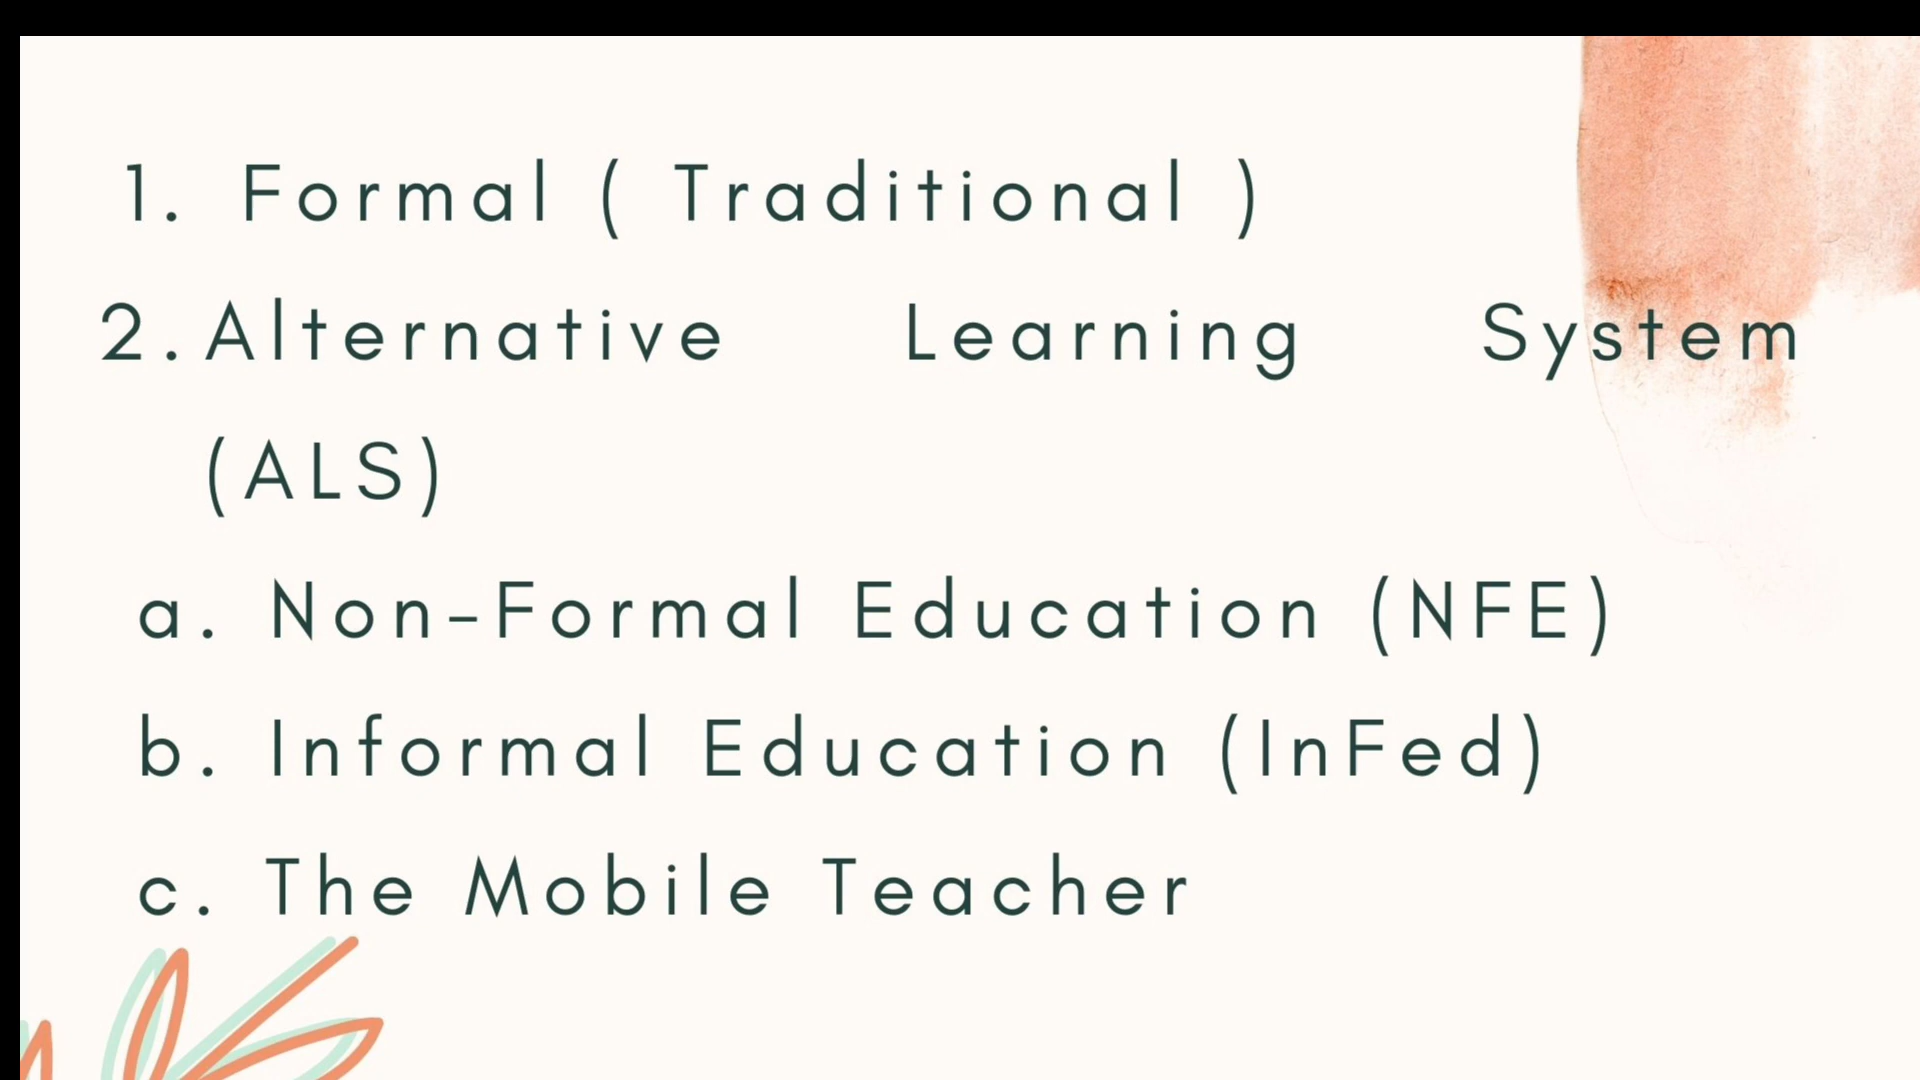 1. Formal ( Traditional )
2. Alternative Learning System
(ALS)
a. Non-Formal Education (NFE)
b. Informal Education (InFed)
c. The Mobile Teacher